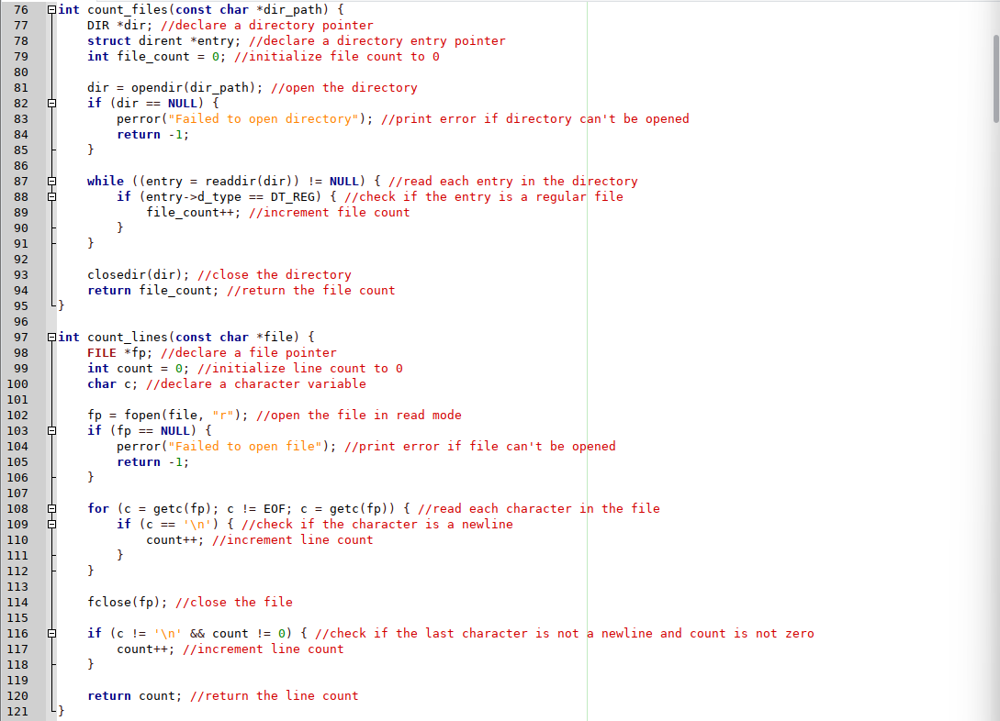 76 int count_files(const char *dir_path) {
77     DIR *dir; //declare a directory pointer
78     struct dirent *entry; //declare a directory entry pointer
79     int file_count = 0; //initialize file count to 0
80
81     dir = opendir(dir_path); //open the directory
82     if (dir == NULL) {
83         perror("Failed to open directory"); //print error if directory can't be opened
84         return -1;
85     }
86
87     while ((entry = readdir(dir)) != NULL) { //read each entry in the directory
88         if (entry->d_type == DT_REG) { //check if the entry is a regular file
89             file_count++; //increment file count
90         }
91     }
92
93     closedir(dir); //close the directory
94     return file_count; //return the file count
95 }
96
97 int count_lines(const char *file) {
98     FILE *fp; //declare a file pointer
99     int count = 0; //initialize line count to 0
100     char c; //declare a character variable
101
102     fp = fopen(file, "r"); //open the file in read mode
103     if (fp == NULL) {
104         perror("Failed to open file"); //print error if file can't be opened
105         return -1;
106     }
107
108     for (c = getc(fp); c != EOF; c = getc(fp)) { //read each character in the file
109         if (c == '\n') { //check if the character is a newline
110             count++; //increment line count
111         }
112     }
113
114     fclose(fp); //close the file
115
116     if (c != '\n' && count != 0) { //check if the last character is not a newline and count is not zero
117         count++; //increment line count
118     }
119
120     return count; //return the line count
121 }